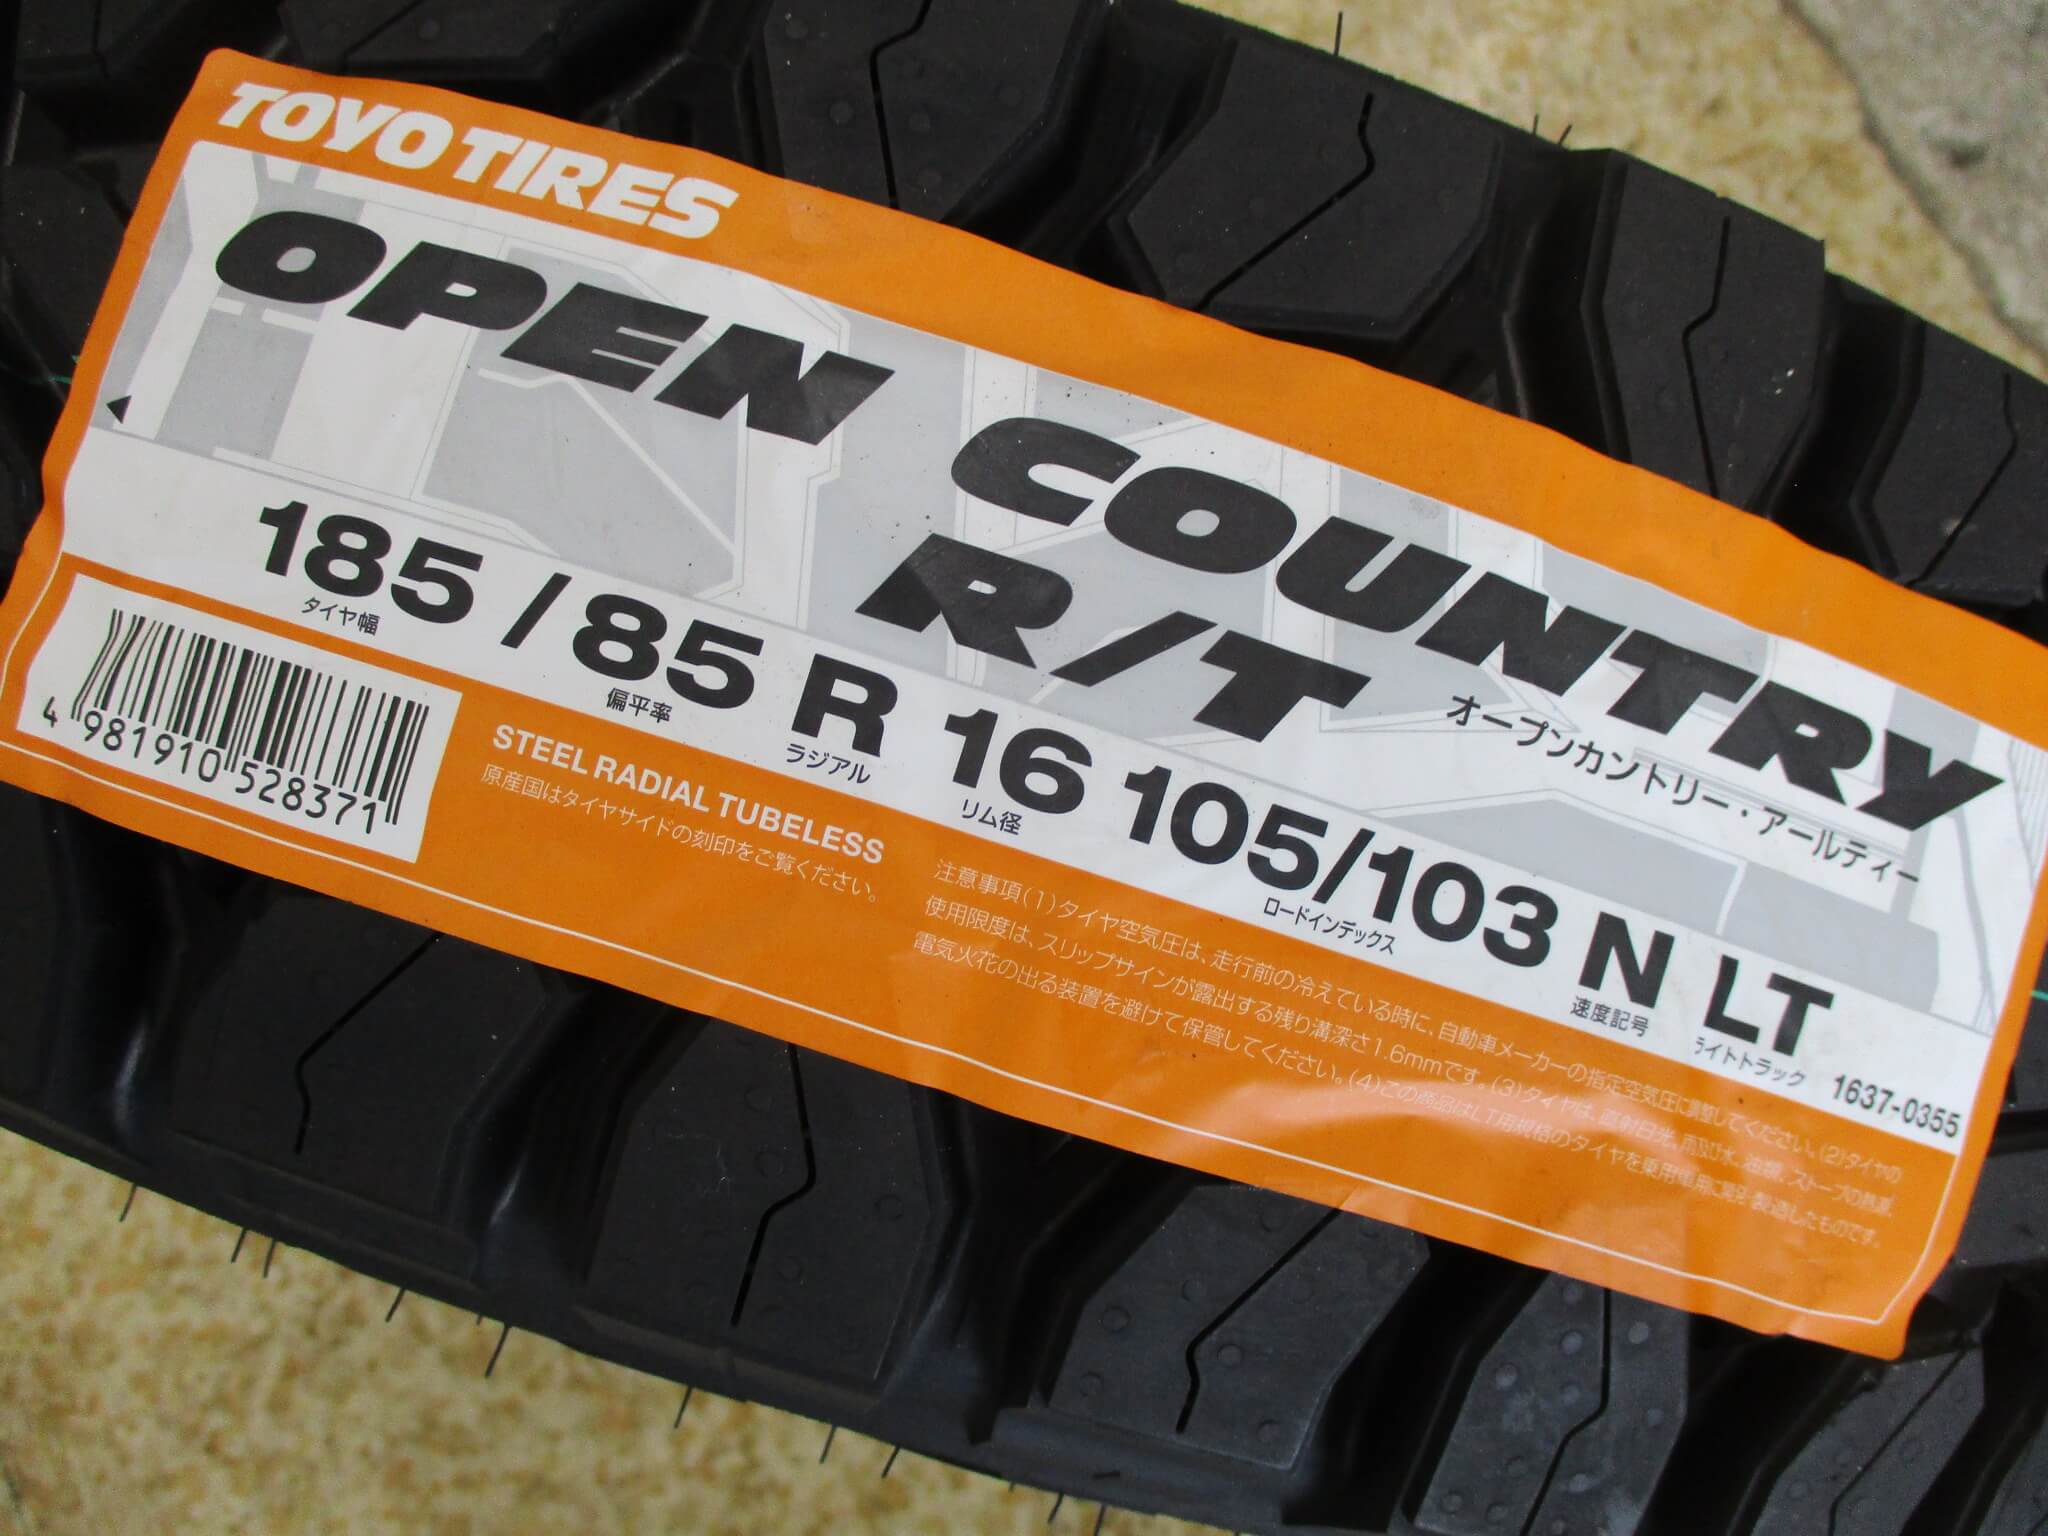 TOYO TIRES
OPEN COUNTRY
R/T
オープンカントリー・アールティー
185/85 R 16 105/103 N LT
タイヤ幅 偏平率 ラジアル リム径 ロードインデックス 速度記号 ライトトラック
1637-0355
4 981910 528371
STEEL RADIAL TUBELESS
原産国はタイヤサイドの刻印をご覧ください。
注意事項(1)タイヤ空気圧は、走行前の冷えている時に、自動車メーカーの指定空気圧に調整してください。(2)タイヤの
使用限度は、スリップサインが露出する残り溝深さ1.6mmです。(3)タイヤは、直射日光、雨及び水、油類、ストーブの熱源、
電気火花の出る装置を避けて保管してください。(4)この商品はLT用規格のタイヤを乗用車用に設計・製造したものです。